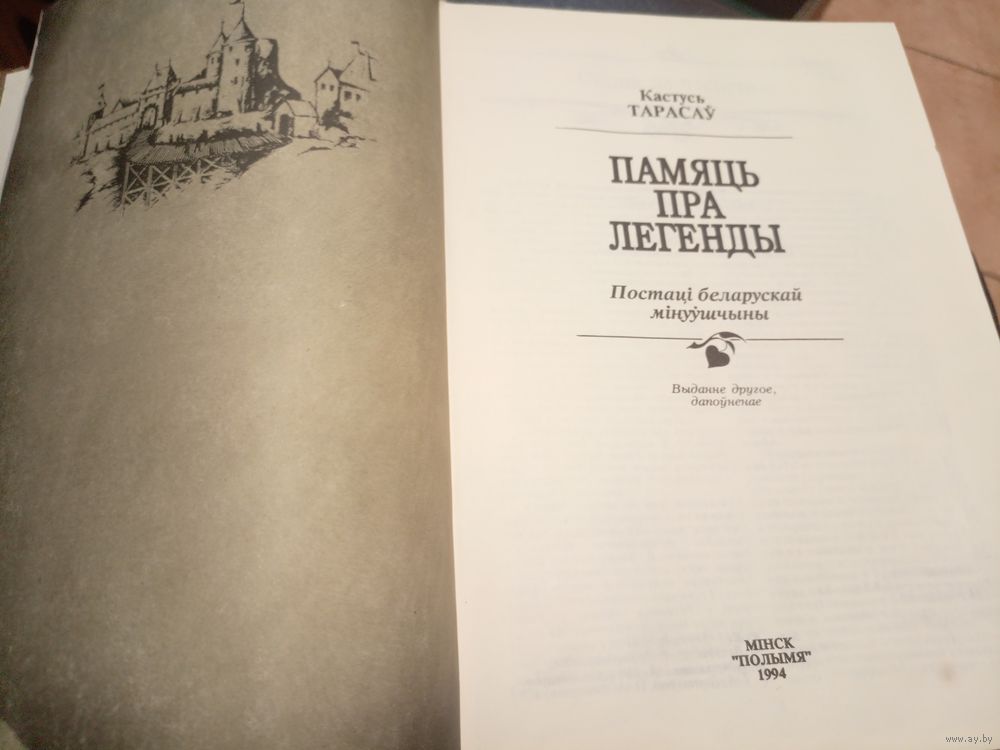 Кастусь
ТАРАСАЎ
ПАМЯЦЬ
ПРА
ЛЕГЕНДЫ
Постаці беларускай
мінуўшчыны
Выданне другое,
дапоўненае
МІНСК
"ПОЛЫМЯ"
1994
www.ay.by